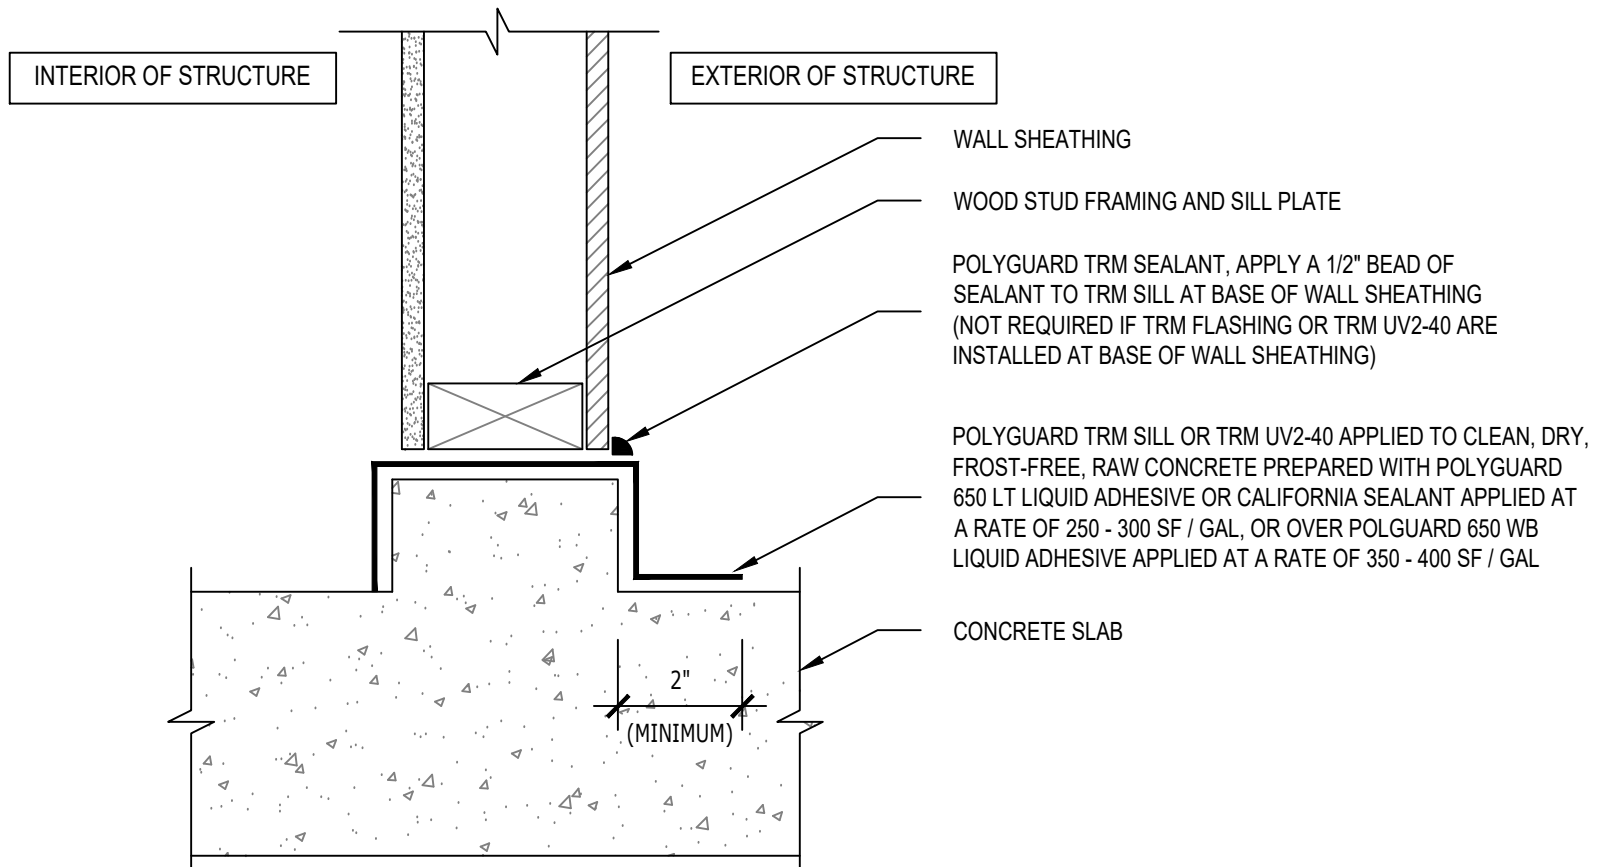 INTERIOR OF STRUCTURE
EXTERIOR OF STRUCTURE
WALL SHEATHING
WOOD STUD FRAMING AND SILL PLATE
POLYGUARD TRM SEALANT, APPLY A 1/2" BEAD OF
SEALANT TO TRM SILL AT BASE OF WALL SHEATHING
(NOT REQUIRED IF TRM FLASHING OR TRM UV2-40 ARE
INSTALLED AT BASE OF WALL SHEATHING)
POLYGUARD TRM SILL OR TRM UV2-40 APPLIED TO CLEAN, DRY,
FROST-FREE, RAW CONCRETE PREPARED WITH POLYGUARD
650 LT LIQUID ADHESIVE OR CALIFORNIA SEALANT APPLIED AT
A RATE OF 250 - 300 SF / GAL, OR OVER POLGUARD 650 WB
LIQUID ADHESIVE APPLIED AT A RATE OF 350 - 400 SF / GAL
CONCRETE SLAB
2"
(MINIMUM)